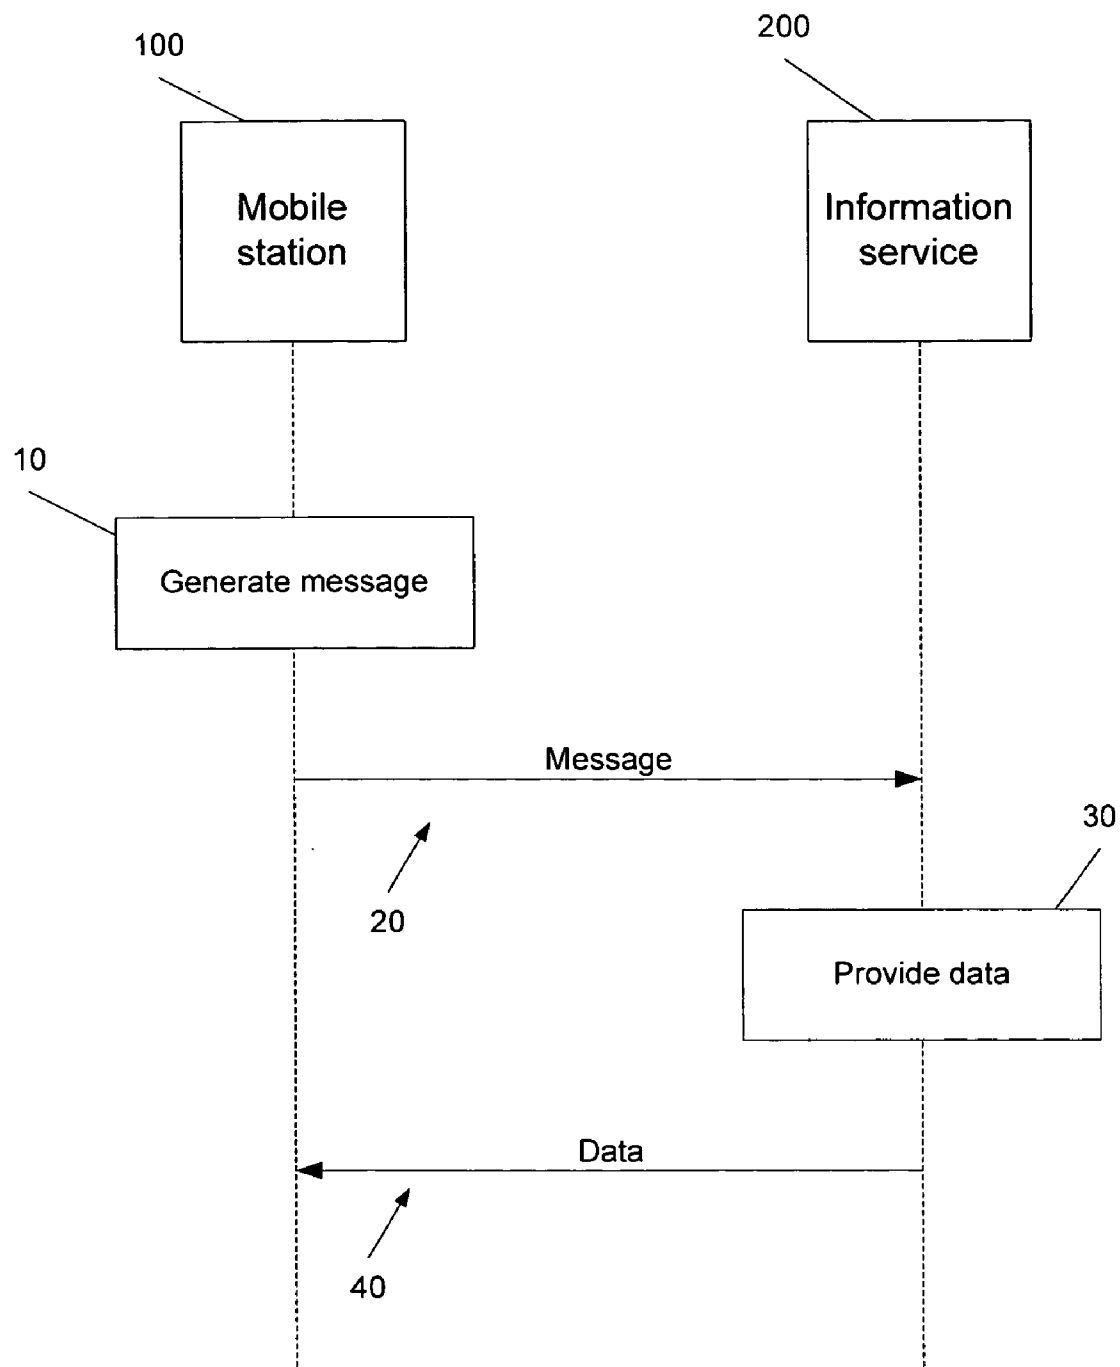 100
200
Mobile
station
Information
service
10
Generate message
Message
20
30
Provide data
Data
40